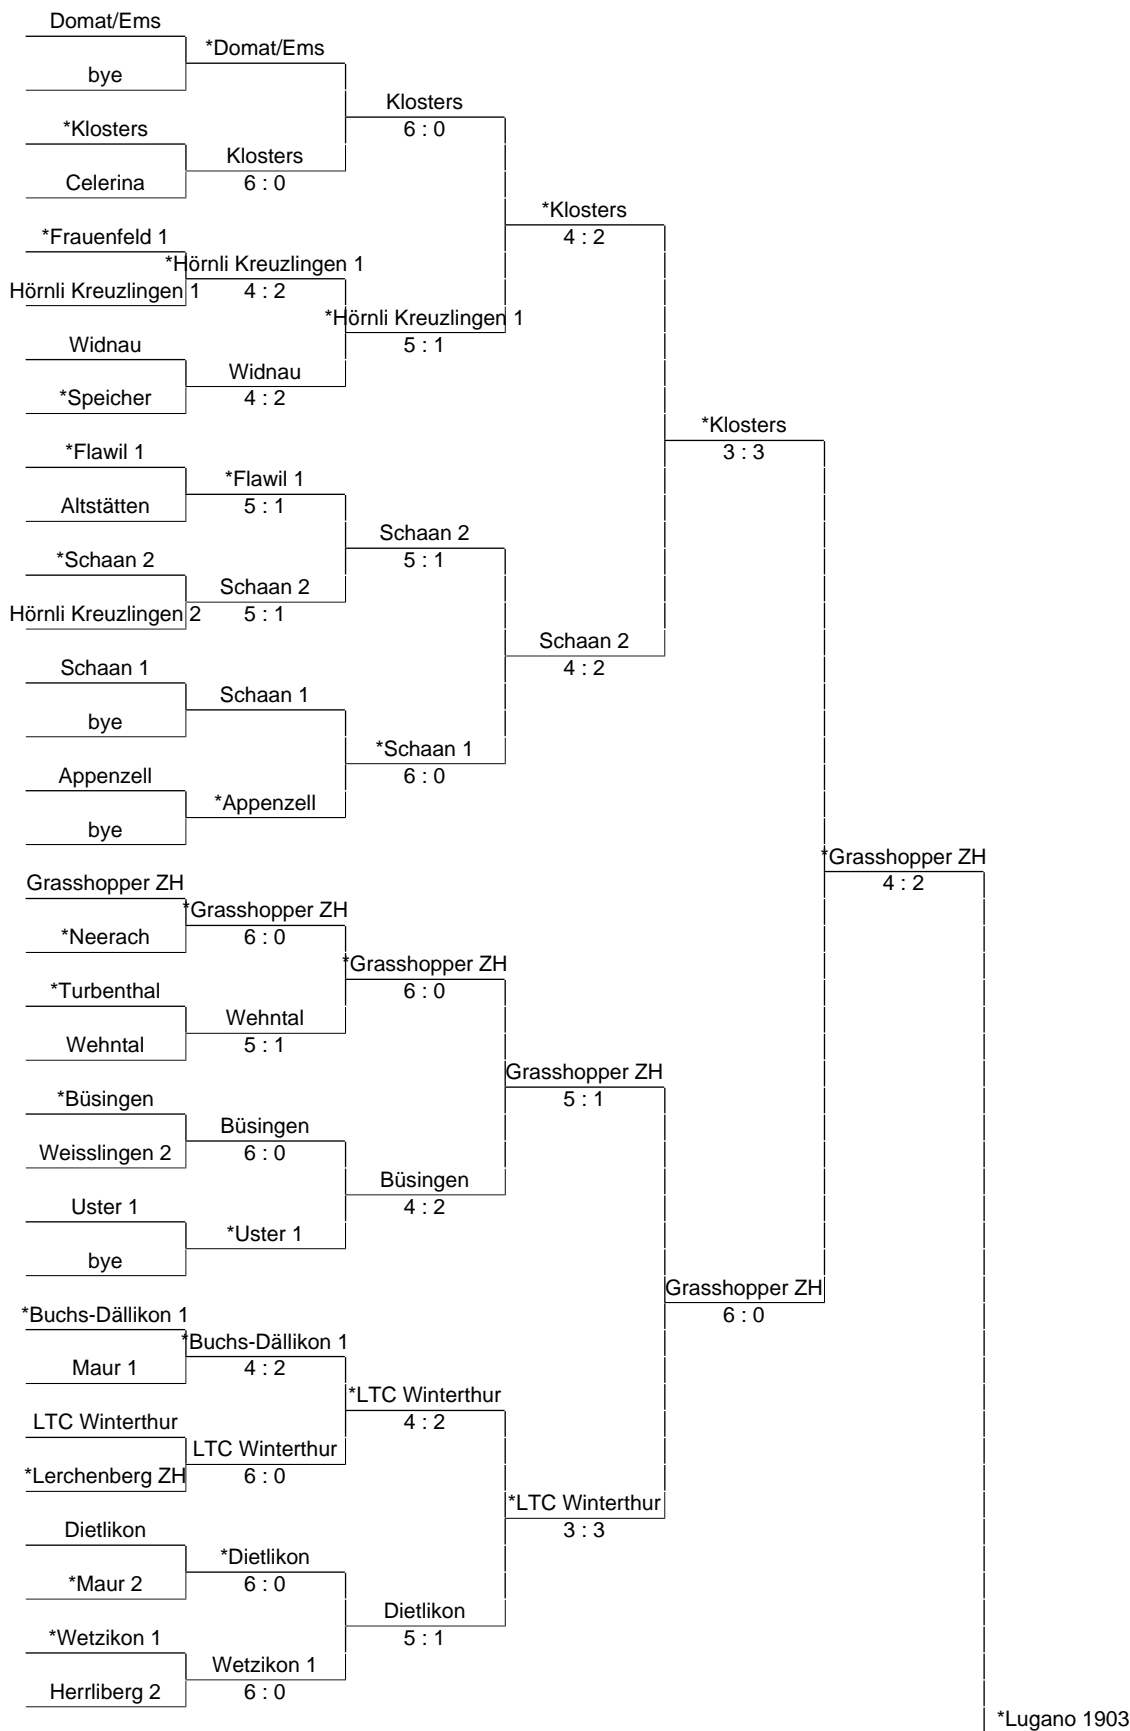 Domat/Ems
*Domat/Ems
bye
Klosters
6 : 0
*Klosters
Klosters
6 : 0
Celerina
*Klosters
4 : 2
*Frauenfeld 1
*Hörnli Kreuzlingen 1
4 : 2
Hörnli Kreuzlingen 1
*Hörnli Kreuzlingen 1
5 : 1
Widnau
Widnau
4 : 2
*Speicher
*Klosters
3 : 3
*Flawil 1
*Flawil 1
5 : 1
Altstätten
Schaan 2
5 : 1
*Schaan 2
Schaan 2
5 : 1
Hörnli Kreuzlingen 2
Schaan 2
4 : 2
Schaan 1
Schaan 1
bye
*Schaan 1
6 : 0
Appenzell
*Appenzell
bye
*Grasshopper ZH
4 : 2
Grasshopper ZH
*Grasshopper ZH
6 : 0
*Neerach
*Grasshopper ZH
6 : 0
*Turbenthal
Wehntal
5 : 1
Wehntal
Grasshopper ZH
5 : 1
*Büsingen
Büsingen
6 : 0
Weisslingen 2
Büsingen
4 : 2
Uster 1
*Uster 1
bye
Grasshopper ZH
6 : 0
*Buchs-Dällikon 1
*Buchs-Dällikon 1
4 : 2
Maur 1
*LTC Winterthur
4 : 2
LTC Winterthur
LTC Winterthur
6 : 0
*Lerchenberg ZH
*LTC Winterthur
3 : 3
Dietlikon
*Dietlikon
6 : 0
*Maur 2
Dietlikon
5 : 1
*Wetzikon 1
Wetzikon 1
6 : 0
Herrliberg 2
*Lugano 1903